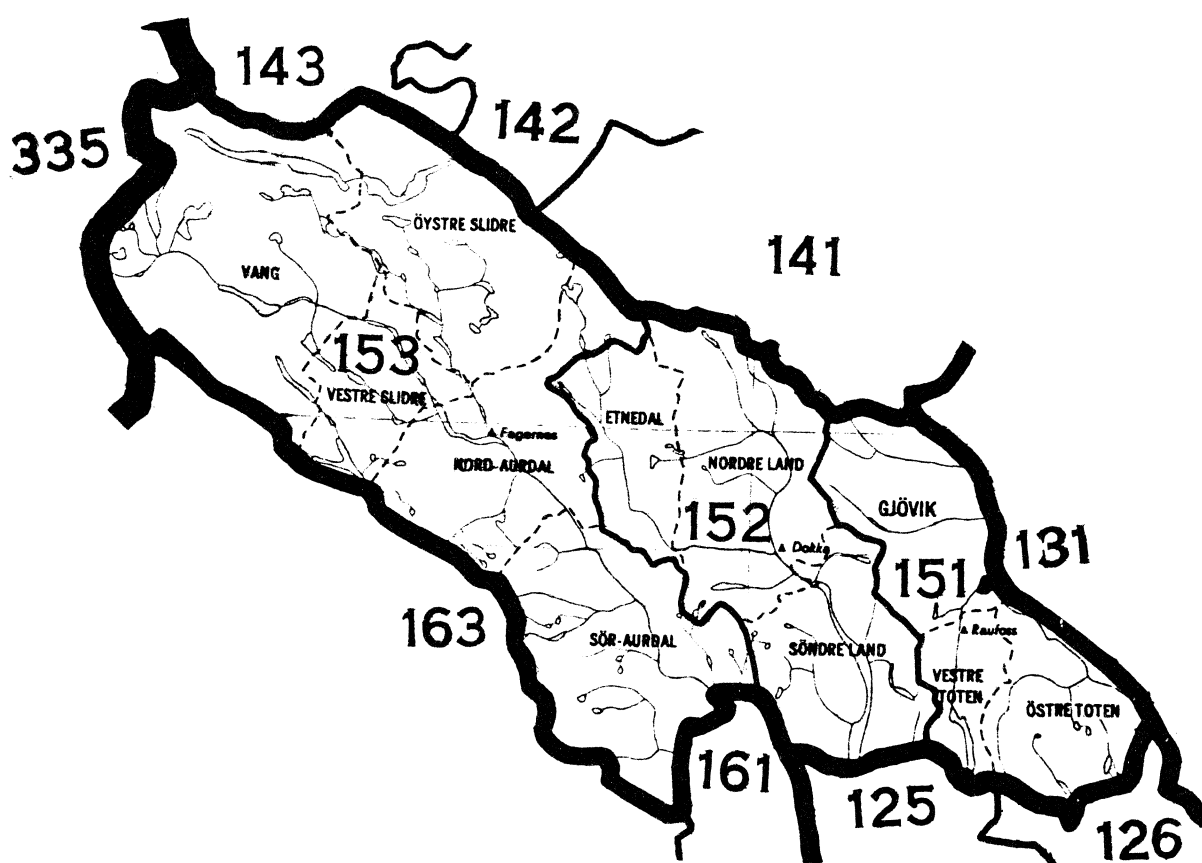 143
142
335
ÖYSTRE SLIDRE
141
VANG
153
VESTRE SLIDRE
ETNEDAL
Fagernes
NORD-AURDAL
NORDRE LAND
GJÖVIK
152
Dokka
131
151
163
Raufoss
SÖR-AURDAL
SÖNDRE LAND
VESTRE
TOTEN
ÖSTRE TOTEN
161
125
126